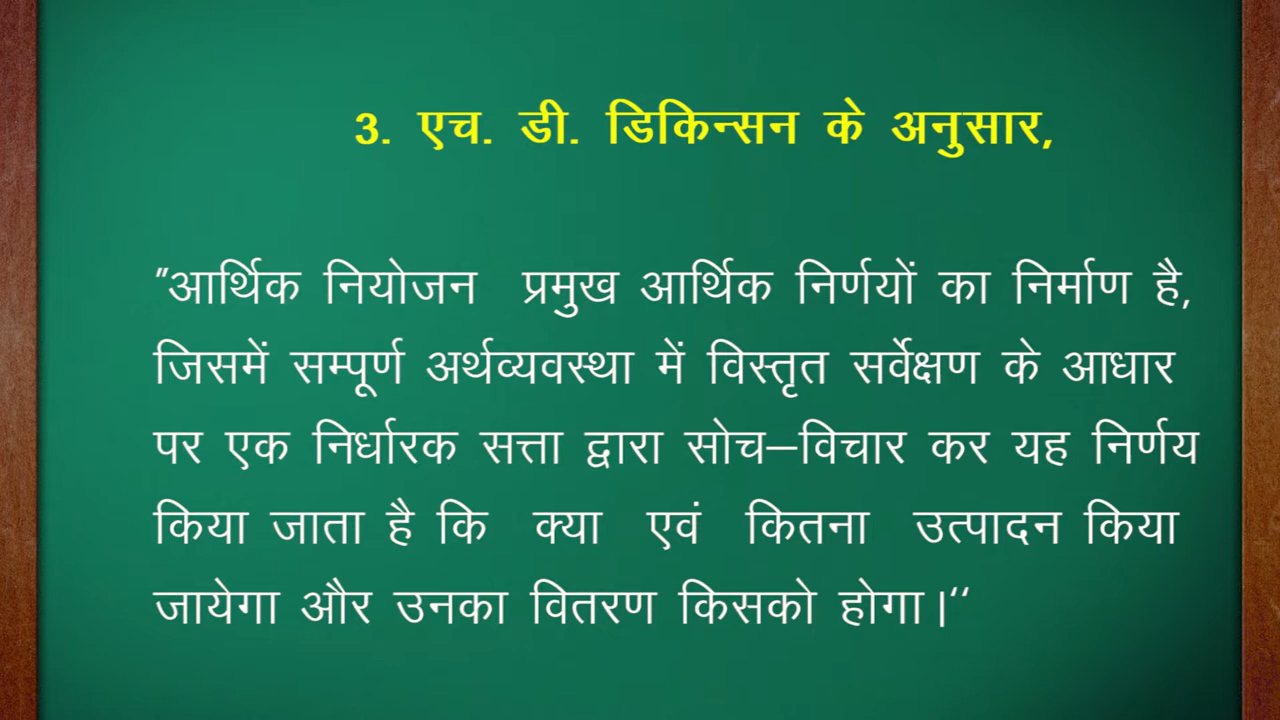 3. एच. डी. डिकिन्सन के अनुसार,
"आर्थिक नियोजन प्रमुख आर्थिक निर्णयों का निर्माण है,
जिसमें सम्पूर्ण अर्थव्यवस्था में विस्तृत सर्वेक्षण के आधार
पर एक निर्धारक सत्ता द्वारा सोच–विचार कर यह निर्णय
किया जाता है कि क्या एवं कितना उत्पादन किया
जायेगा और उनका वितरण किसको होगा।‘‘